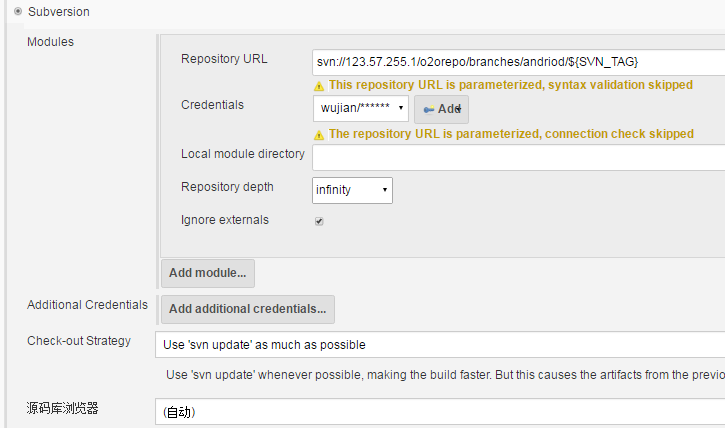 Subversion
Modules
Repository URL
svn://123.57.255.1/o2orepo/branches/andriod/${SVN_TAG}
This repository URL is parameterized, syntax validation skipped
Credentials
wujian/******
Add
The repository URL is parameterized, connection check skipped
Local module directory
Repository depth
infinity
Ignore externals
Add module...
Additional Credentials
Add additional credentials...
Check-out Strategy
Use 'svn update' as much as possible
Use 'svn update' whenever possible, making the build faster. But this causes the artifacts from the previo
源码库浏览器
(自动)